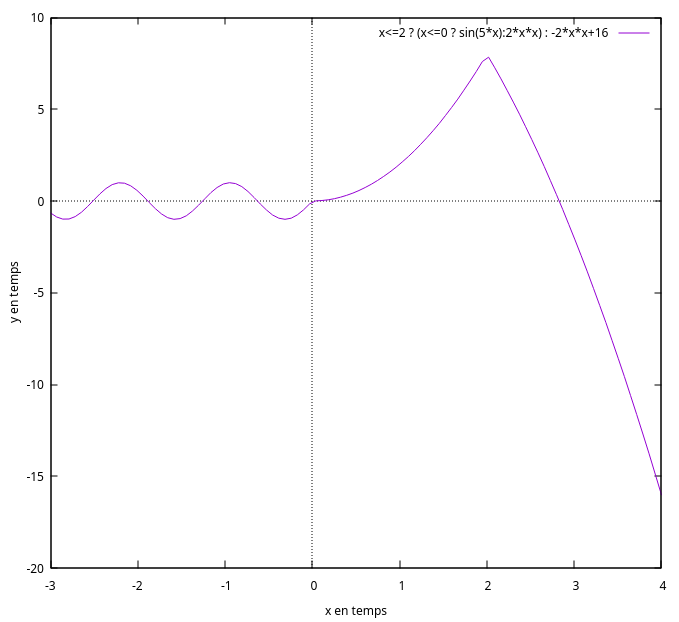 10
x<=2 ? (x<=0 ? sin(5*x):2*x*x) : -2*x*x+16
5
0
y en temps
-5
-10
-15
-20
-3 -2 -1 0 1 2 3 4
x en temps